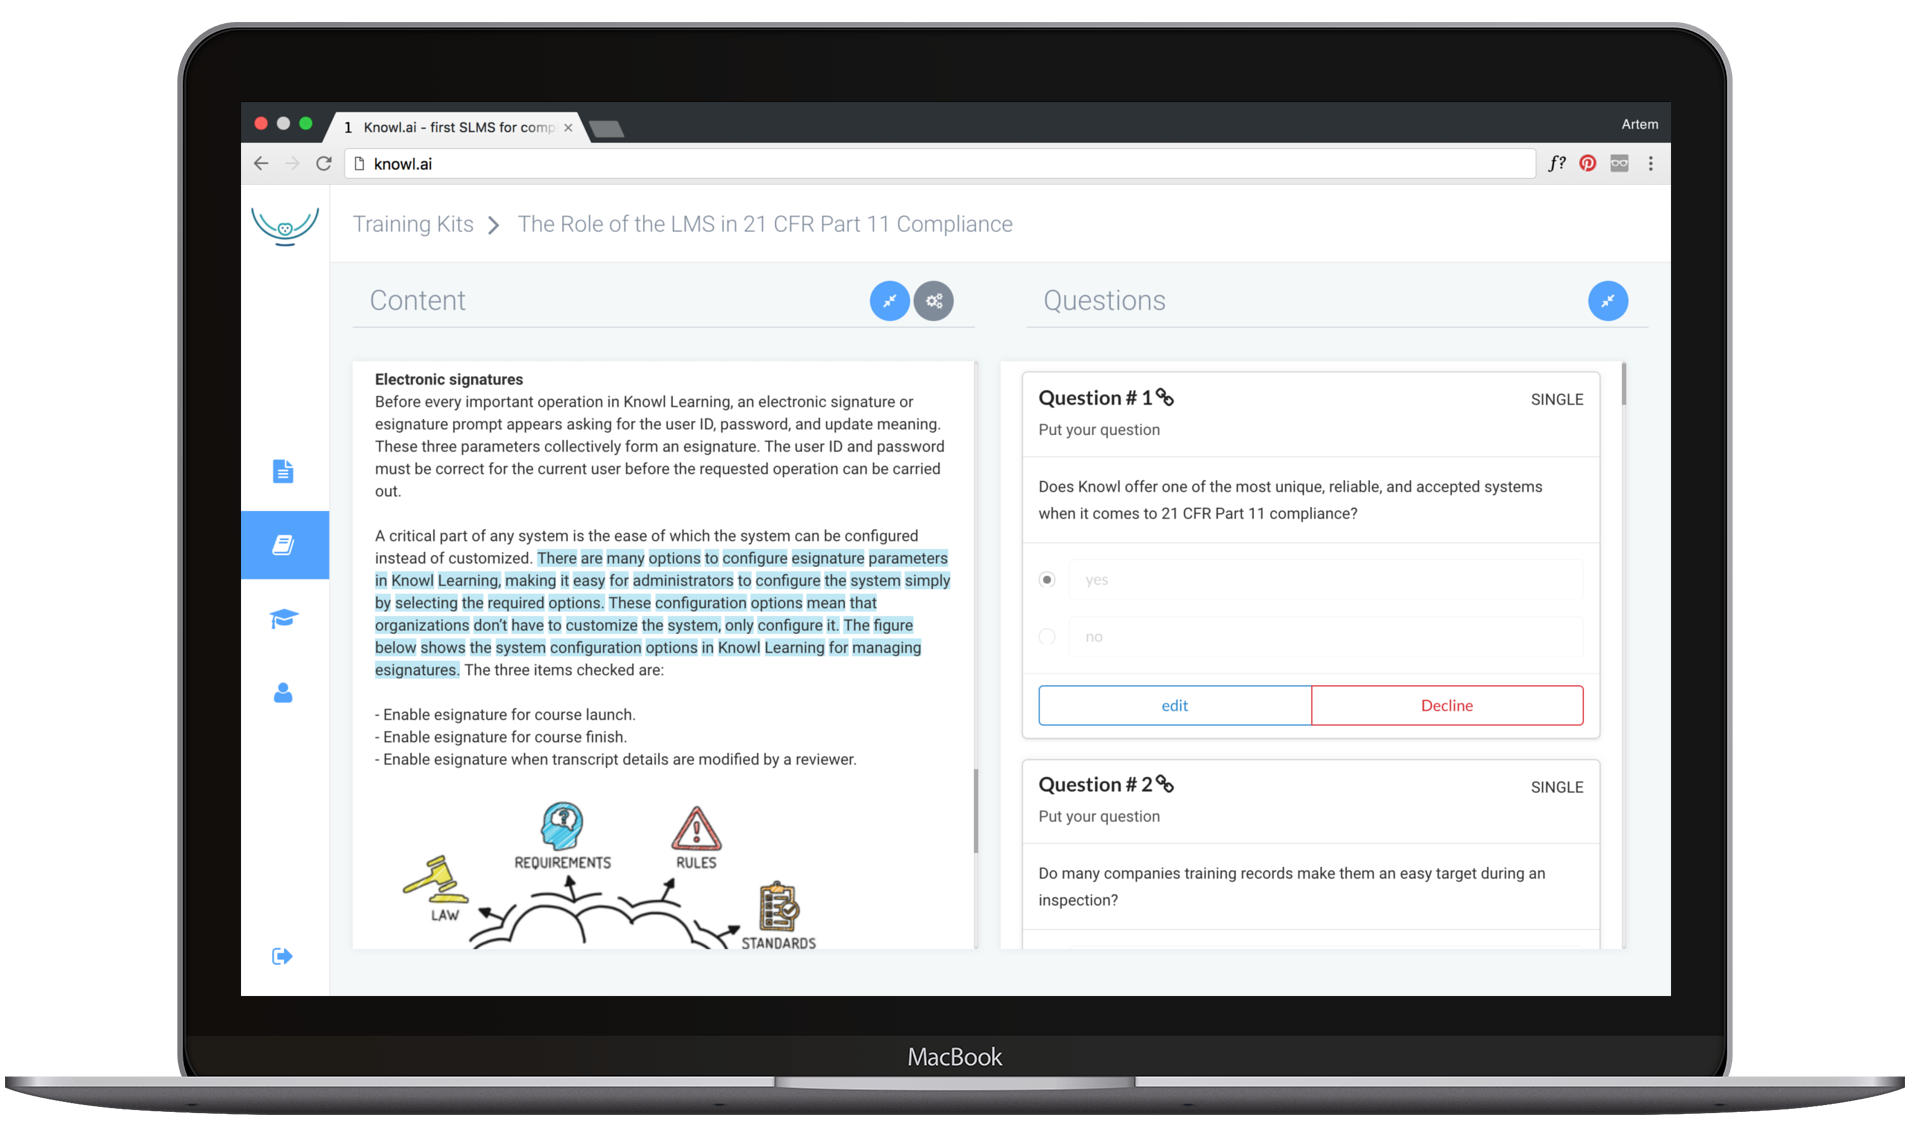 1 Knowl.ai - first SLMS for comp
Artem
knowl.ai
f?
Training Kits
The Role of the LMS in 21 CFR Part 11 Compliance
Content
Questions
Electronic signatures
Before every important operation in Knowl Learning, an electronic signature or
esignature prompt appears asking for the user ID, password, and update meaning.
These three parameters collectively form an esignature. The user ID and password
must be correct for the current user before the requested operation can be carried
out.
A critical part of any system is the ease of which the system can be configured
instead of customized. There are many options to configure esignature parameters
in Knowl Learning, making it easy for administrators to configure the system simply
by selecting the required options. These configuration options mean that
organizations don't have to customize the system, only configure it. The figure
below shows the system configuration options in Knowl Learning for managing
esignatures. The three items checked are:
- Enable esignature for course launch.
- Enable esignature for course finish.
- Enable esignature when transcript details are modified by a reviewer.
REQUIREMENTS
RULES
LAW
STANDARDS
Question # 1
SINGLE
Put your question
Does Knowl offer one of the most unique, reliable, and accepted systems
when it comes to 21 CFR Part 11 compliance?
yes
no
edit
Decline
Question # 2
SINGLE
Put your question
Do many companies training records make them an easy target during an
inspection?
MacBook